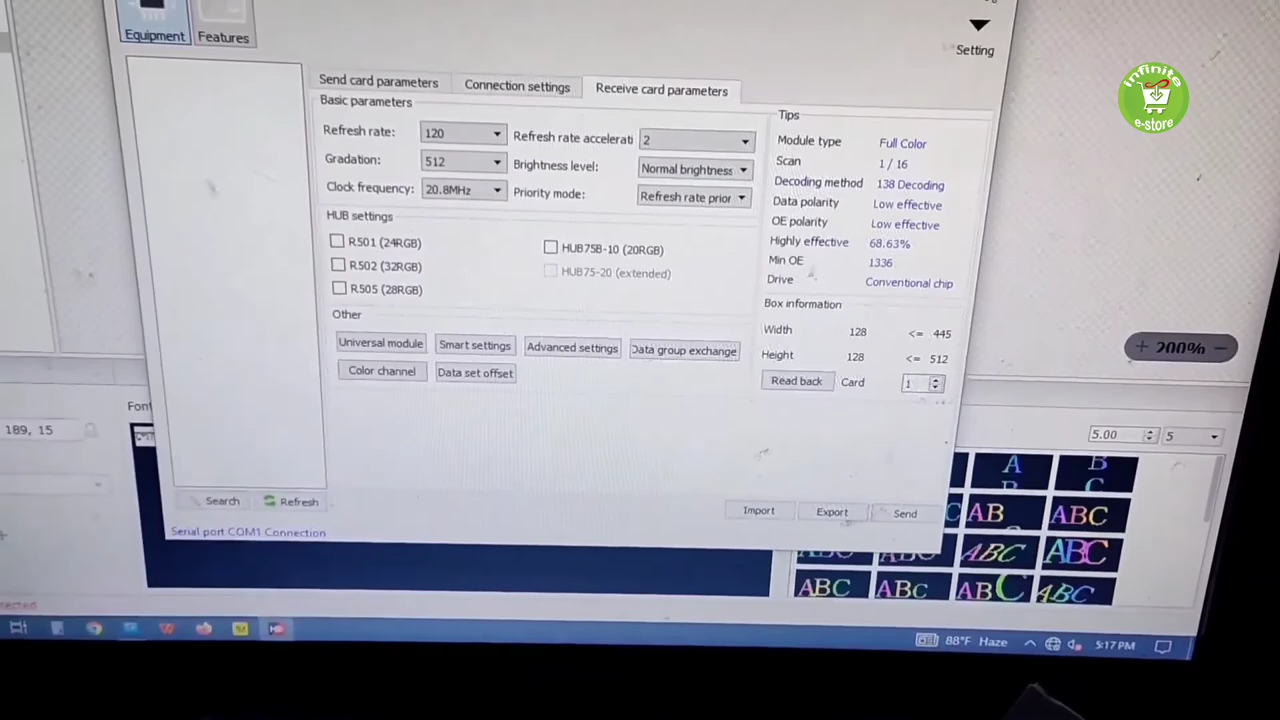 Equipment
Features
Setting
infinite
e-store
Send card parameters
Connection settings
Receive card parameters
Basic parameters
Refresh rate: 120
Refresh rate accelerati 2
Gradation: 512
Brightness level: Normal brightness
Clock frequency: 20.8MHz
Priority mode: Refresh rate prior
HUB settings
R501 (24RGB)
HUB75B-10 (20RGB)
R502 (32RGB)
HUB75-20 (extended)
R505 (28RGB)
Other
Universal module
Smart settings
Advanced settings
Data group exchange
Color channel
Data set offset
Tips
Module type Full Color
Scan 1 / 16
Decoding method 138 Decoding
Data polarity Low effective
OE polarity Low effective
Highly effective 68.63%
Min OE 1336
Drive Conventional chip
Box information
Width 128 <= 445
Height 128 <= 512
Read back Card 1
+ 200% −
Search
Refresh
Import
Export
Send
Serial port COM1 Connection
Font
189, 15
5.00
5
A
B
C
AB
ABC
ABC
ABC
ABC
ABC
ABC
ABC
88°F Haze
5:17 PM